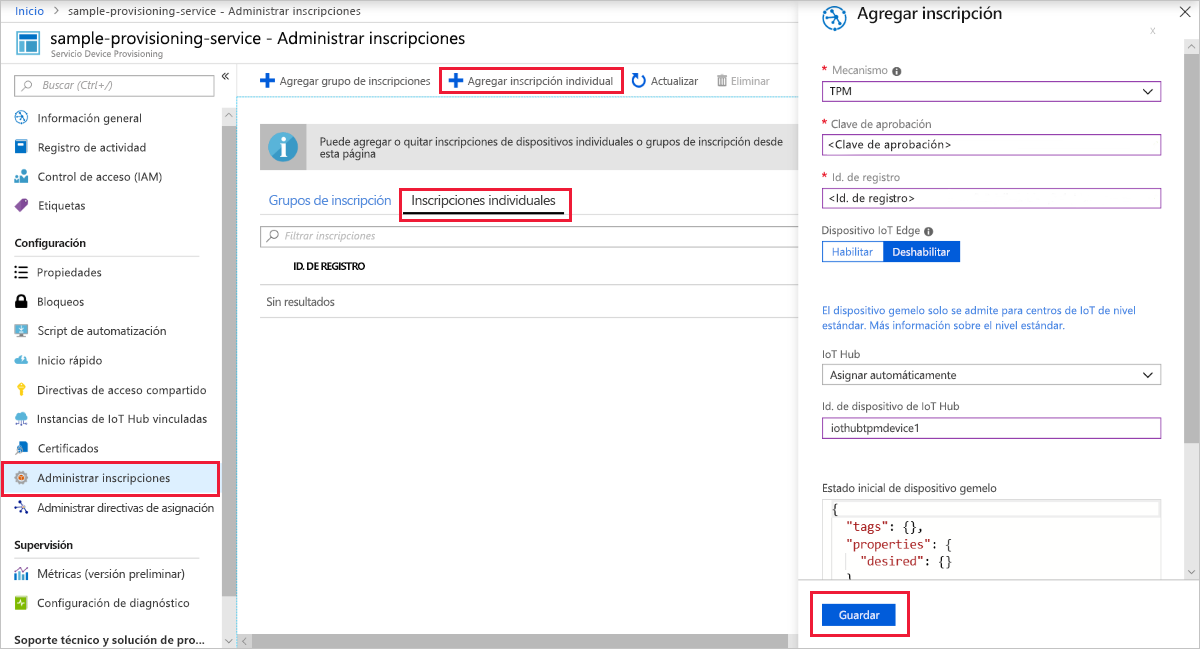 Inicio > sample-provisioning-service - Administrar inscripciones
sample-provisioning-service - Administrar inscripciones
Servicio Device Provisioning
Buscar (Ctrl+/)
«
Información general
Registro de actividad
Control de acceso (IAM)
Etiquetas
Configuración
Propiedades
Bloqueos
Script de automatización
Inicio rápido
Directivas de acceso compartido
Instancias de IoT Hub vinculadas
Certificados
Administrar inscripciones
Administrar directivas de asignación
Supervisión
Métricas (versión preliminar)
Configuración de diagnóstico
Soporte técnico y solución de pro...
Agregar grupo de inscripciones
Agregar inscripción individual
Actualizar
Eliminar
Puede agregar o quitar inscripciones de dispositivos individuales o grupos de inscripción desde
esta página
Grupos de inscripción
Inscripciones individuales
Filtrar inscripciones
ID. DE REGISTRO
Sin resultados
Agregar inscripción
x
* Mecanismo
TPM
* Clave de aprobación
<Clave de aprobación>
* Id. de registro
<Id. de registro>
Dispositivo IoT Edge
Habilitar
Deshabilitar
El dispositivo gemelo solo se admite para centros de IoT de nivel
estándar. Más información sobre el nivel estándar.
IoT Hub
Asignar automáticamente
Id. de dispositivo de IoT Hub
iothubtpmdevice1
Estado inicial de dispositivo gemelo
{
"tags": {},
"properties": {
"desired": {}
}
Guardar